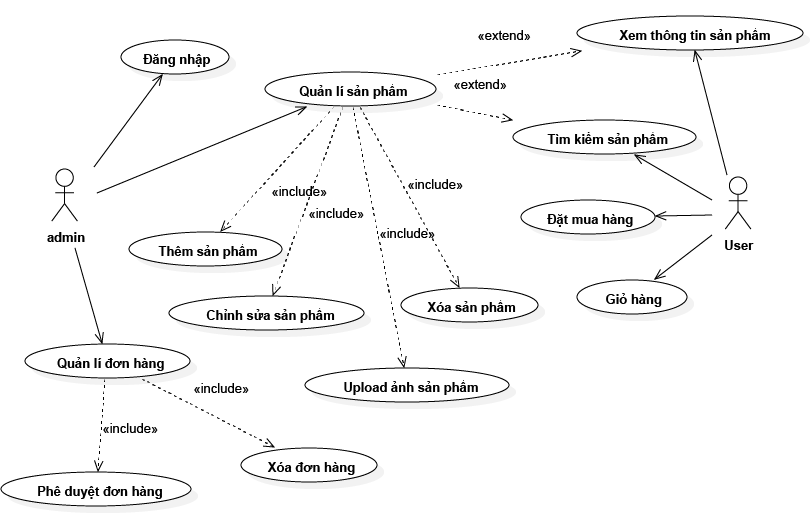 «extend»
Xem thông tin sản phẩm
Đăng nhập
Quản lí sản phẩm
«extend»
Tìm kiếm sản phẩm
«include»
«include»
«include»
Đặt mua hàng
«include»
admin
User
Thêm sản phẩm
Giỏ hàng
Chỉnh sửa sản phẩm
Xóa sản phẩm
Quản lí đơn hàng
Upload ảnh sản phẩm
«include»
«include»
Xóa đơn hàng
Phê duyệt đơn hàng